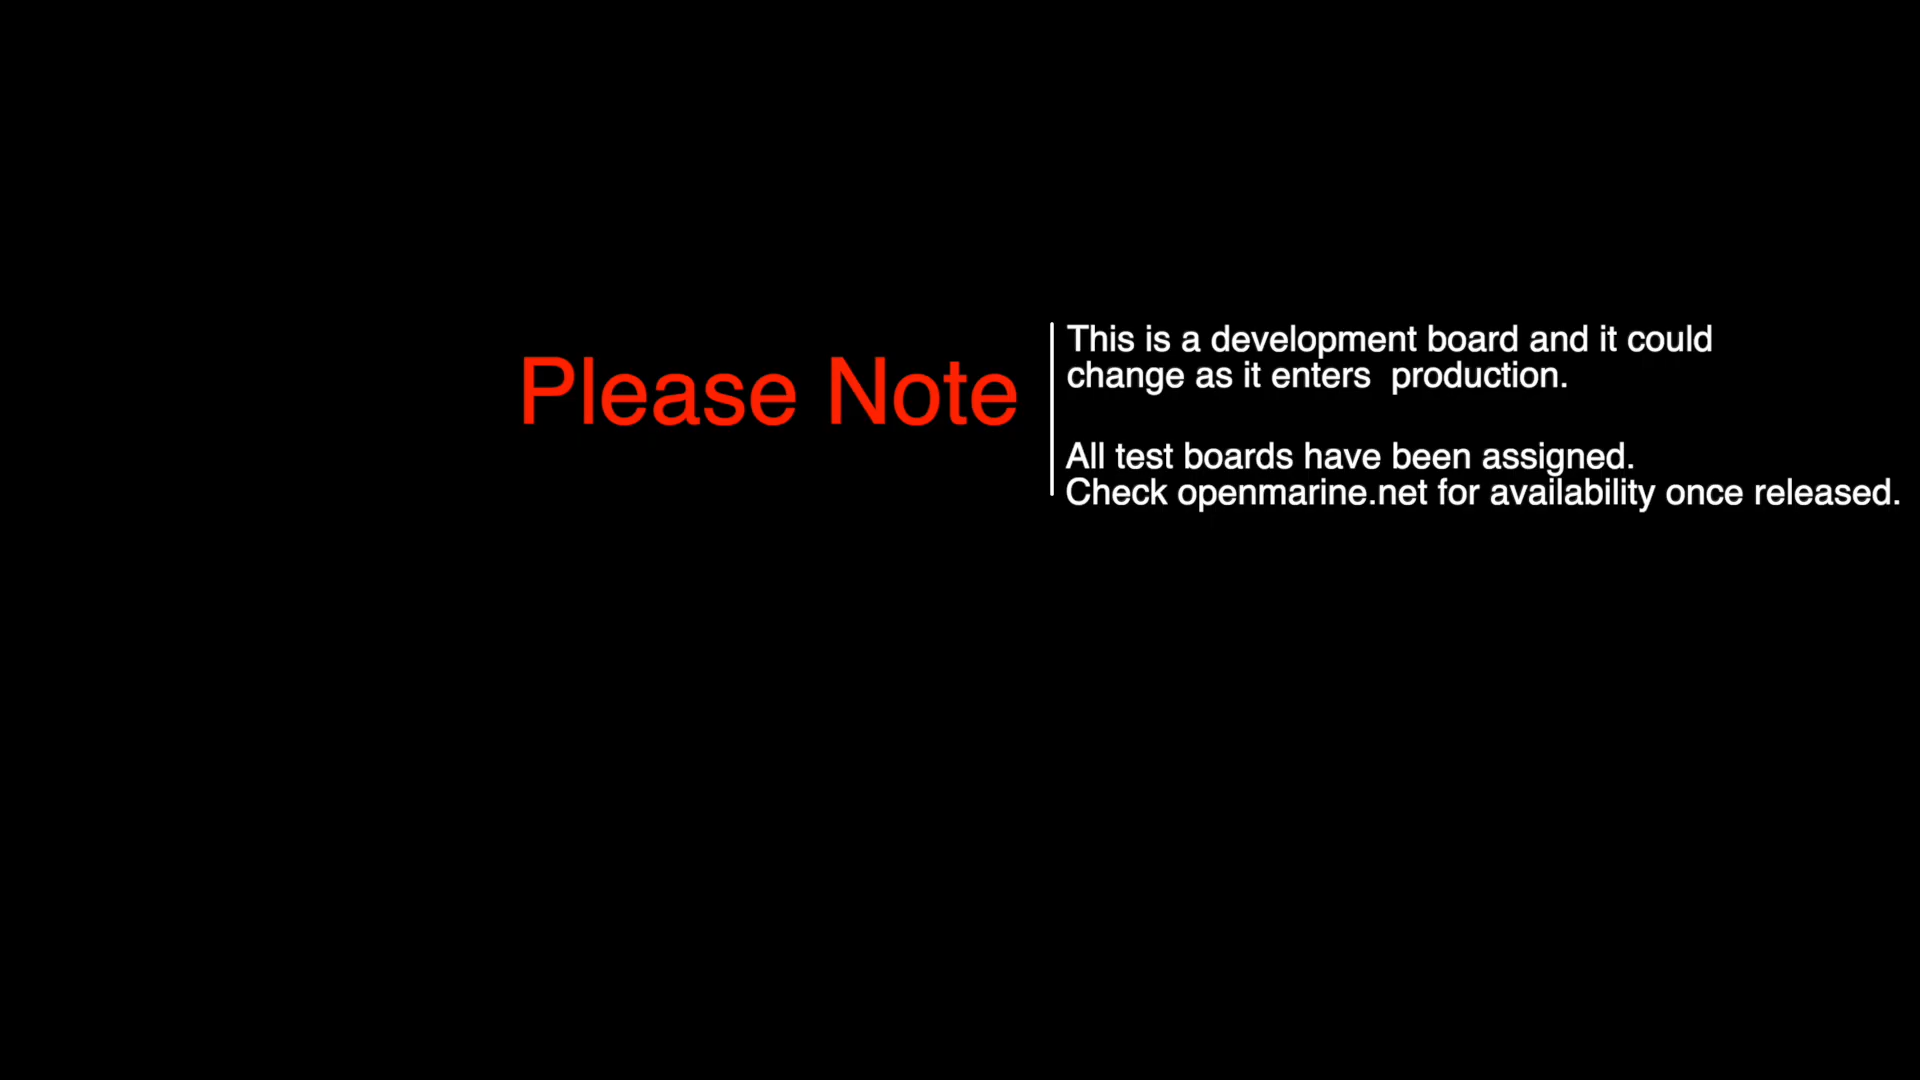 Please Note
This is a development board and it could
change as it enters  production.
All test boards have been assigned.
Check openmarine.net for availability once released.